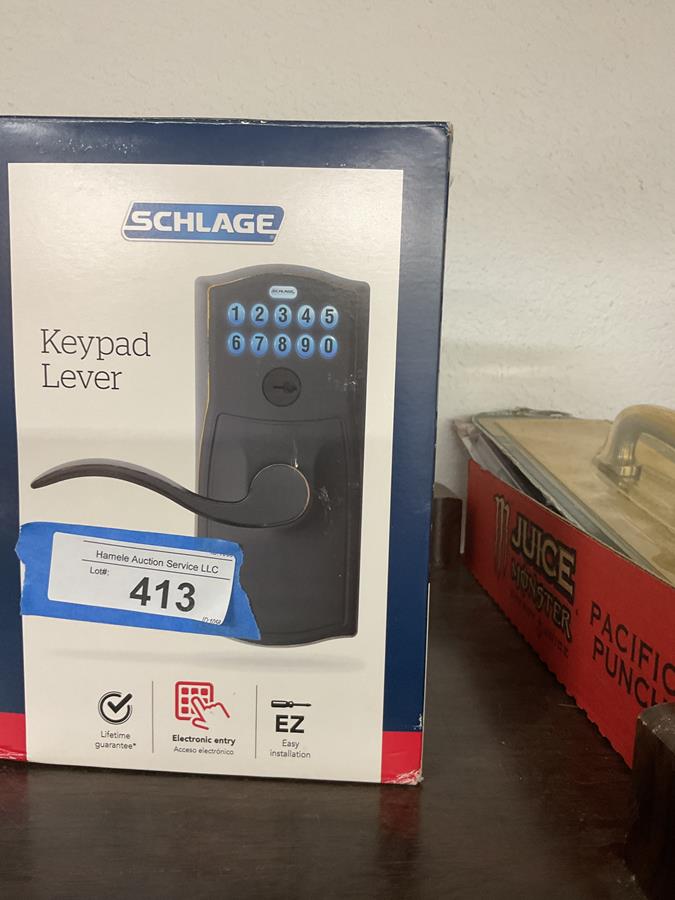 SCHLAGE
SCHLAGE
1 2 3 4 5
6 7 8 9 0
Keypad
Lever
Hamele Auction Service LLC
Lot#:
413
Lifetime
guarantee*
Electronic entry
Acceso electrónico
EZ
Easy
installation
JUICE
MONSTER
PACIFIC
PUNCH